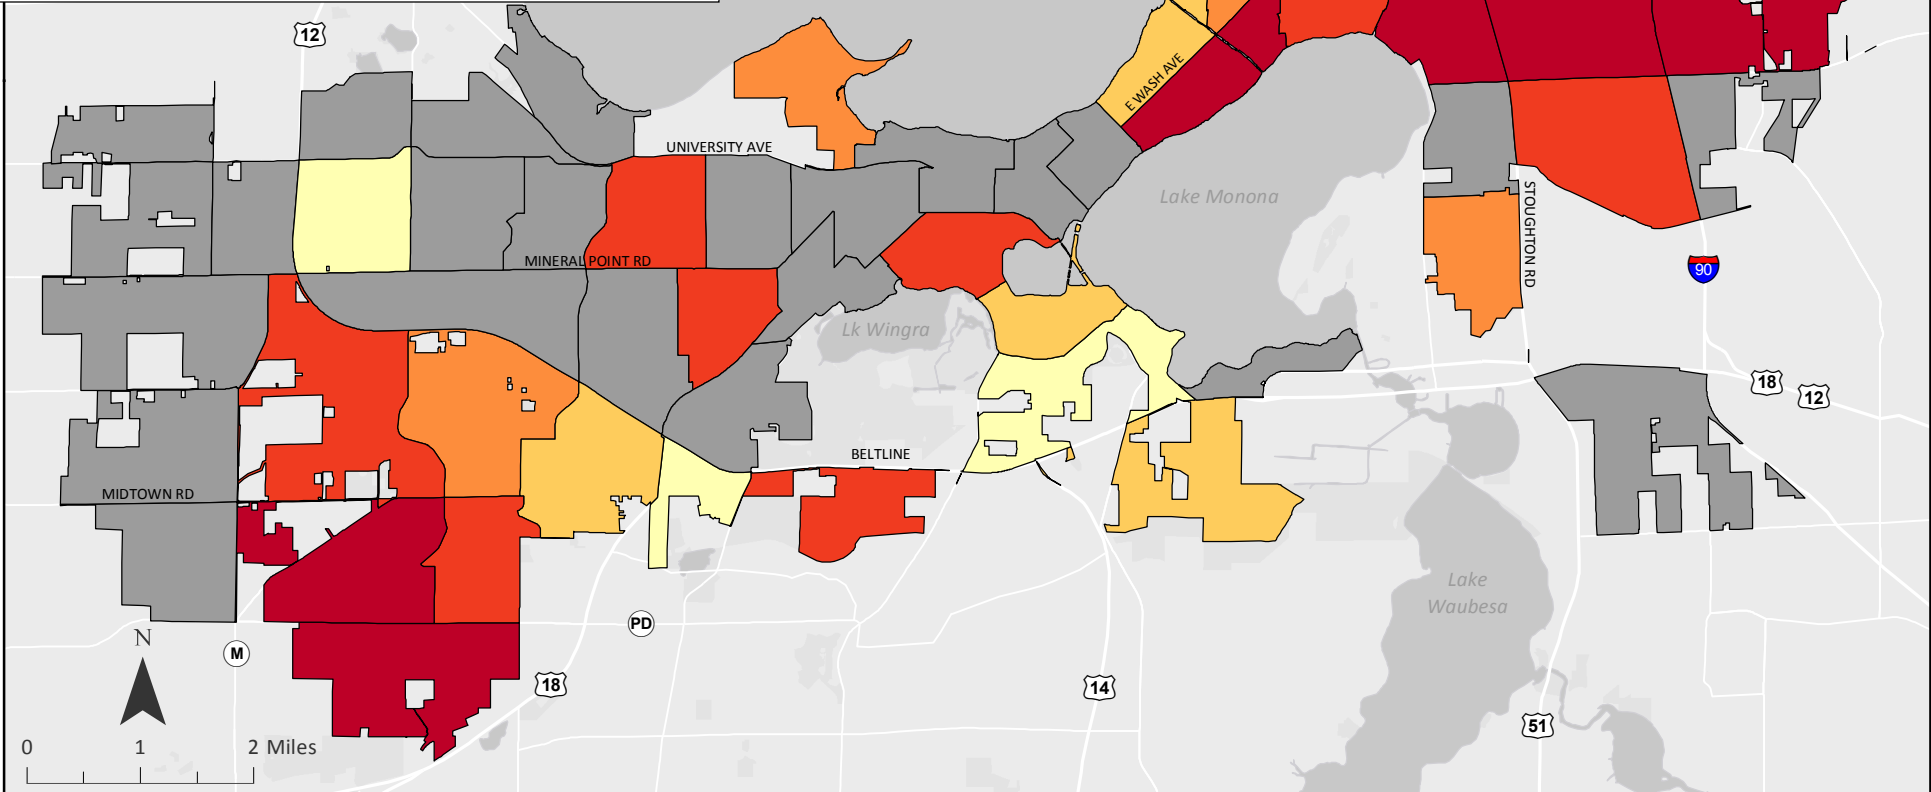 12
E WASH AVE
UNIVERSITY AVE
Lake Monona
STOUGHTON RD
MINERAL POINT RD
90
Lk Wingra
18
12
BELTLINE
MIDTOWN RD
Lake
Waubesa
PD
N
M
18
14
51
0 1 2 Miles